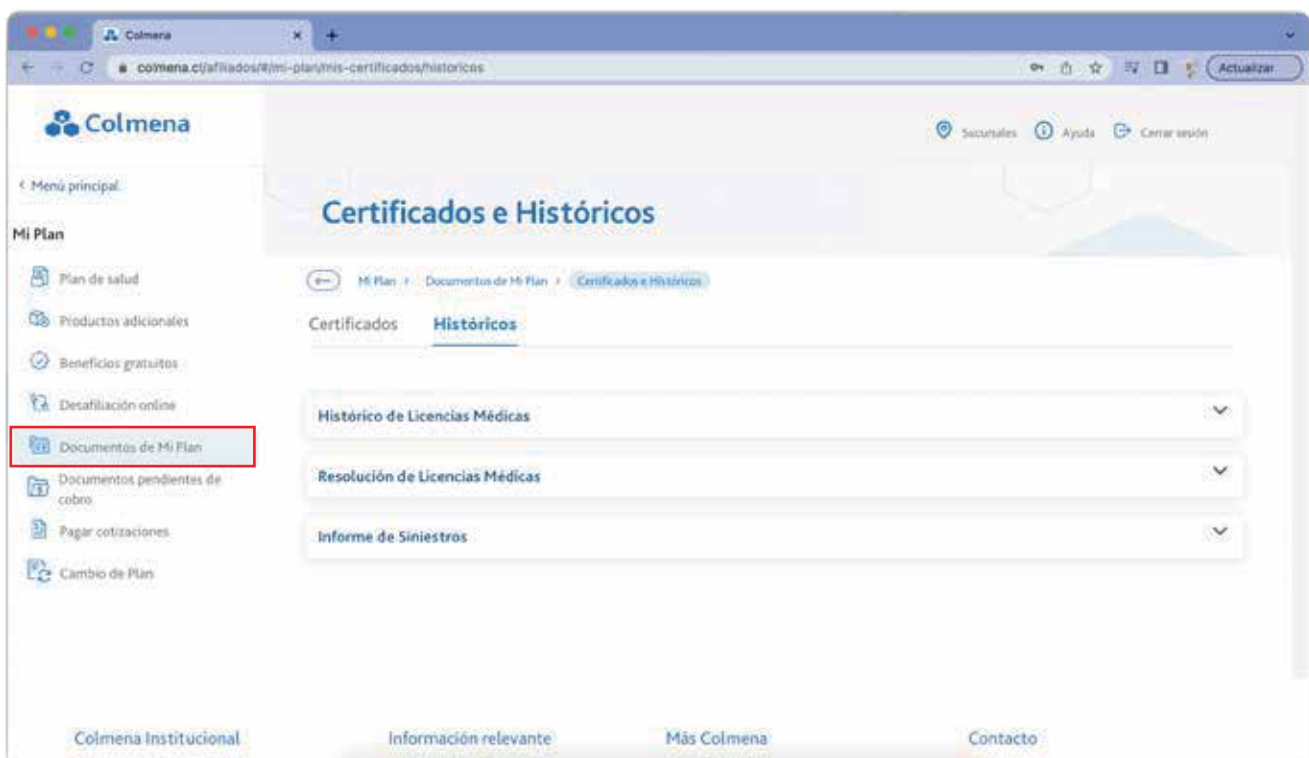 Colmena
colmena.cl/afiliados/#/mi-plan/mis-certificados/historicos
Actualizar
Colmena
Sucursales
Ayuda
Cerrar sesión
< Menú principal
Certificados e Históricos
Mi Plan
Plan de salud
Mi Plan > Documentos de Mi Plan > Certificados e Históricos
Productos adicionales
Certificados
Históricos
Beneficios gratuitos
Desafiliación online
Histórico de Licencias Médicas
Documentos de Mi Plan
Documentos pendientes de
cobro
Resolución de Licencias Médicas
Pagar cotizaciones
Informe de Siniestros
Cambio de Plan
Colmena Institucional
Información relevante
Más Colmena
Contacto